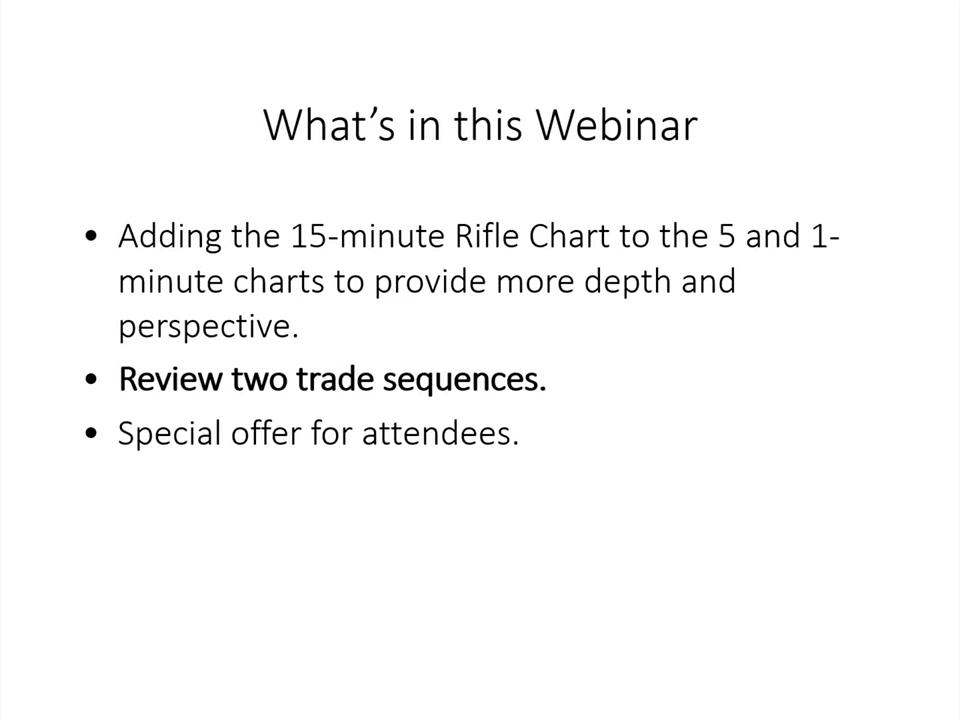 What’s in this Webinar
• Adding the 15-minute Rifle Chart to the 5 and 1-
minute charts to provide more depth and
perspective.
• Review two trade sequences.
• Special offer for attendees.